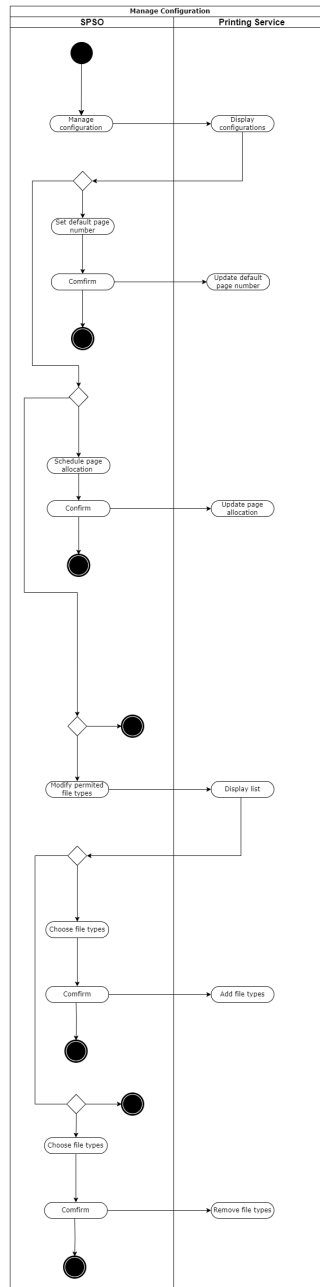 Manage Configuration
SPSO
Printing Service
Manage
configuration
Display
configurations
Set default page
number
Comfirm
Update default
page number
Schedule page
allocation
Confirm
Update page
allocation
Modify permited
file types
Display list
Choose file types
Comfirm
Add file types
Choose file types
Comfirm
Remove file types